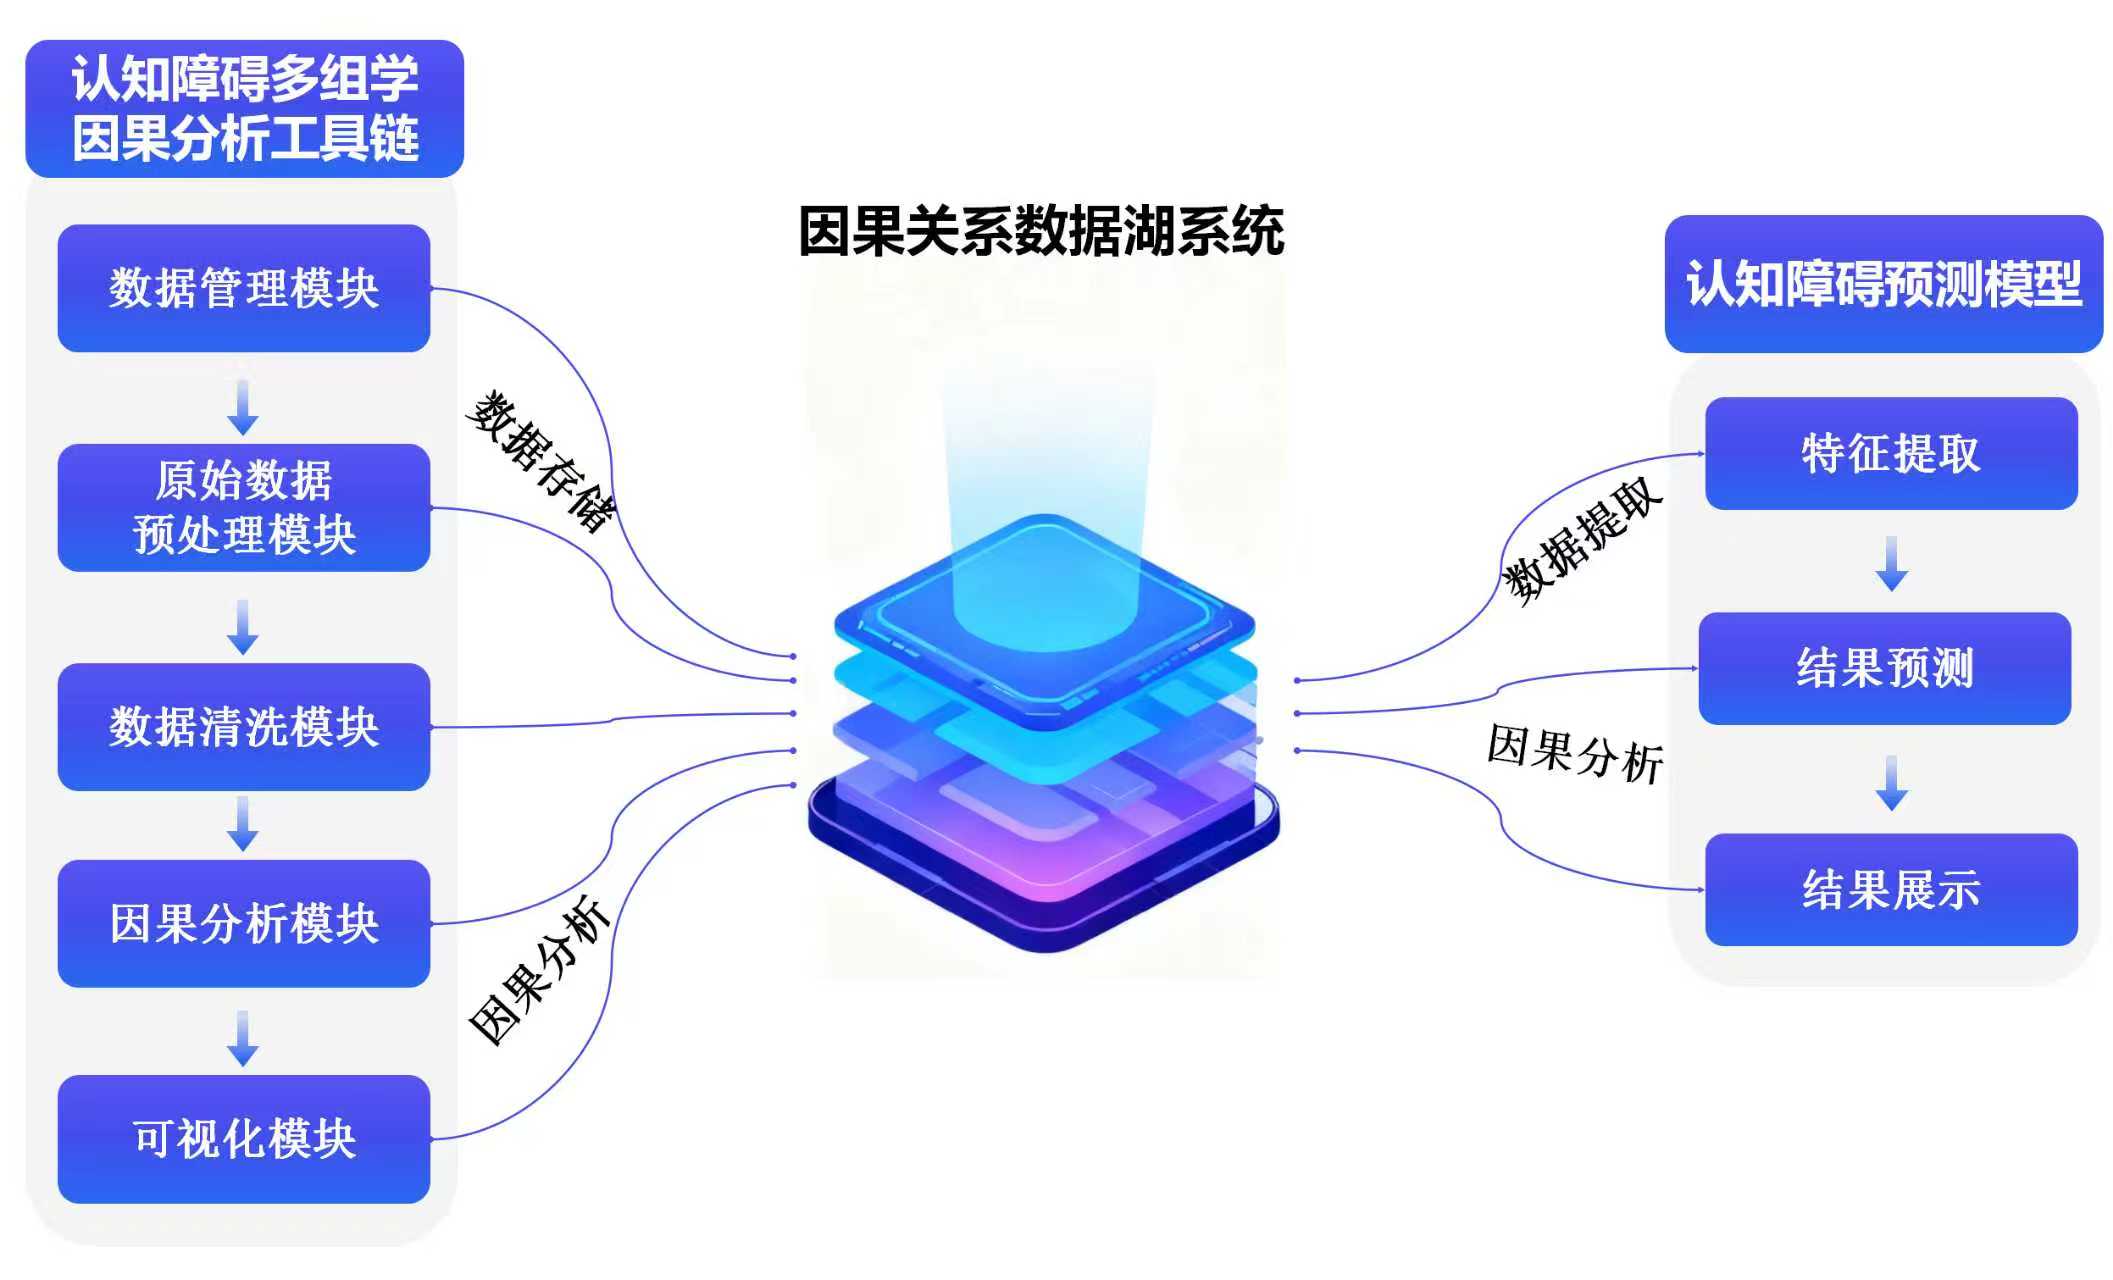 认知障碍多组学
因果分析工具链
数据管理模块
原始数据
预处理模块
数据清洗模块
因果分析模块
可视化模块
数据存储
因果分析
因果关系数据湖系统
数据提取
因果分析
认知障碍预测模型
特征提取
结果预测
结果展示